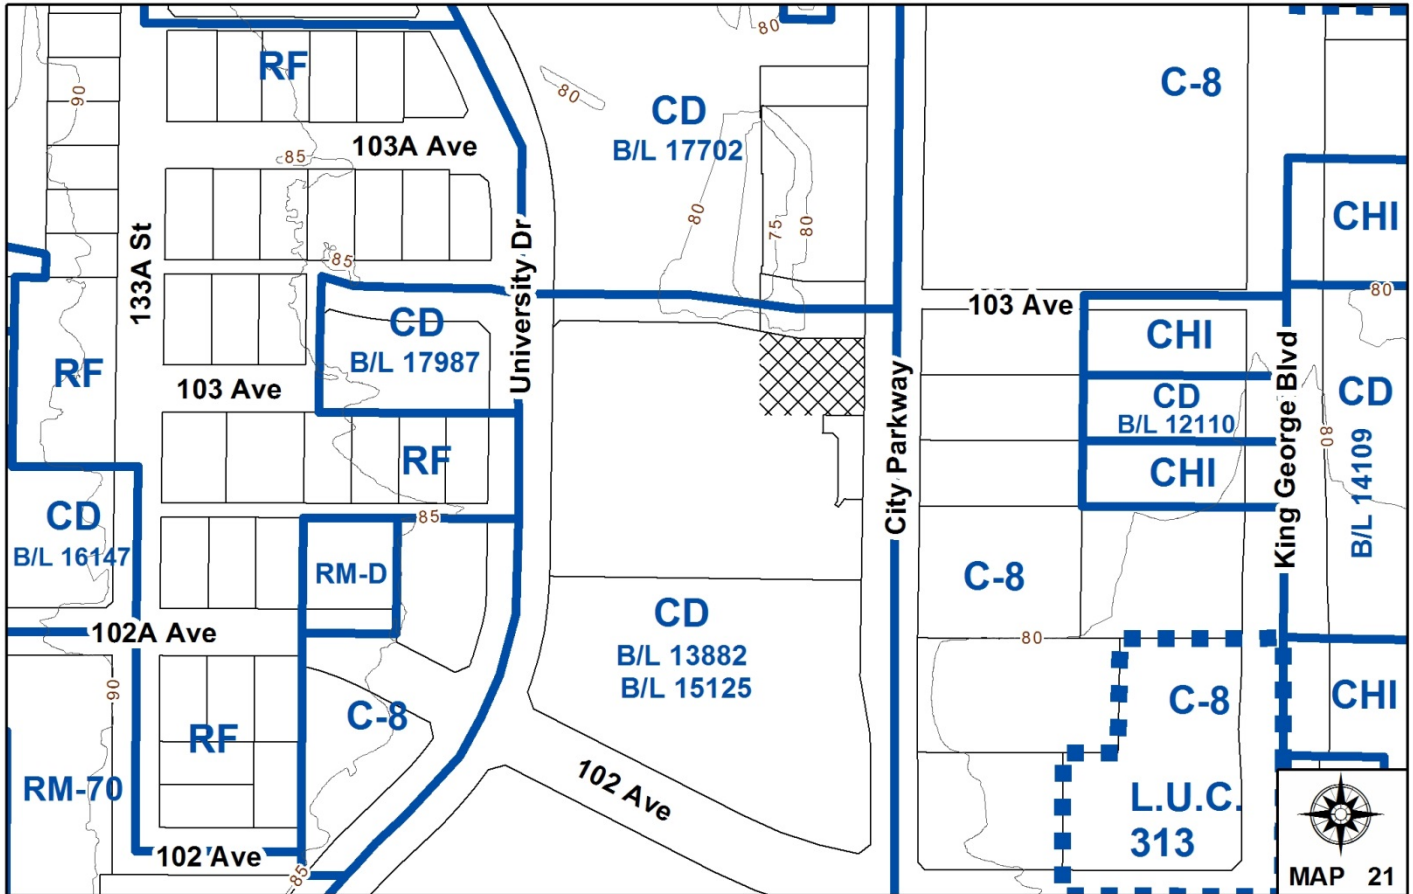 80
RF
90
80
CD
B/L 17702
C-8
103A Ave
85
133A St
University Dr
80
75
80
CHI
85
80
103 Ave
CD
B/L 17987
CHI
RF
103 Ave
City Parkway
CD
B/L 12110
King George Blvd
CD
B/L 14109
80
RF
CHI
CD
B/L 16147
85
RM-D
C-8
102A Ave
CD
B/L 13882
B/L 15125
80
90
C-8
C-8
CHI
RF
RM-70
102 Ave
L.U.C.
313
102 Ave
85
MAP 21